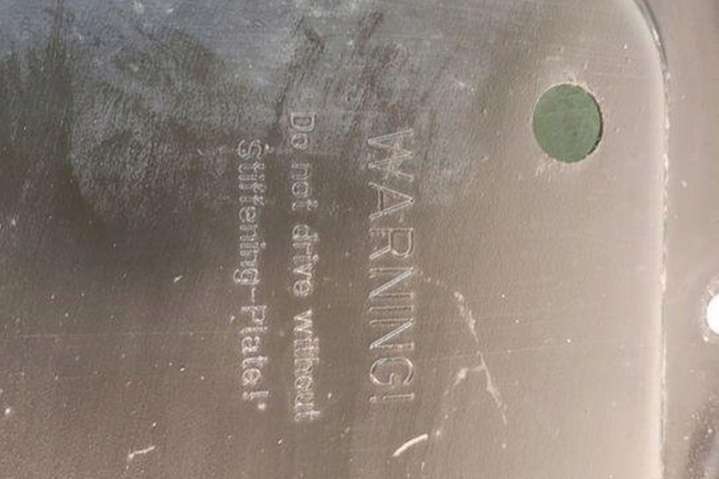 WARNING!
Do not drive without
Stiffening-Plate!